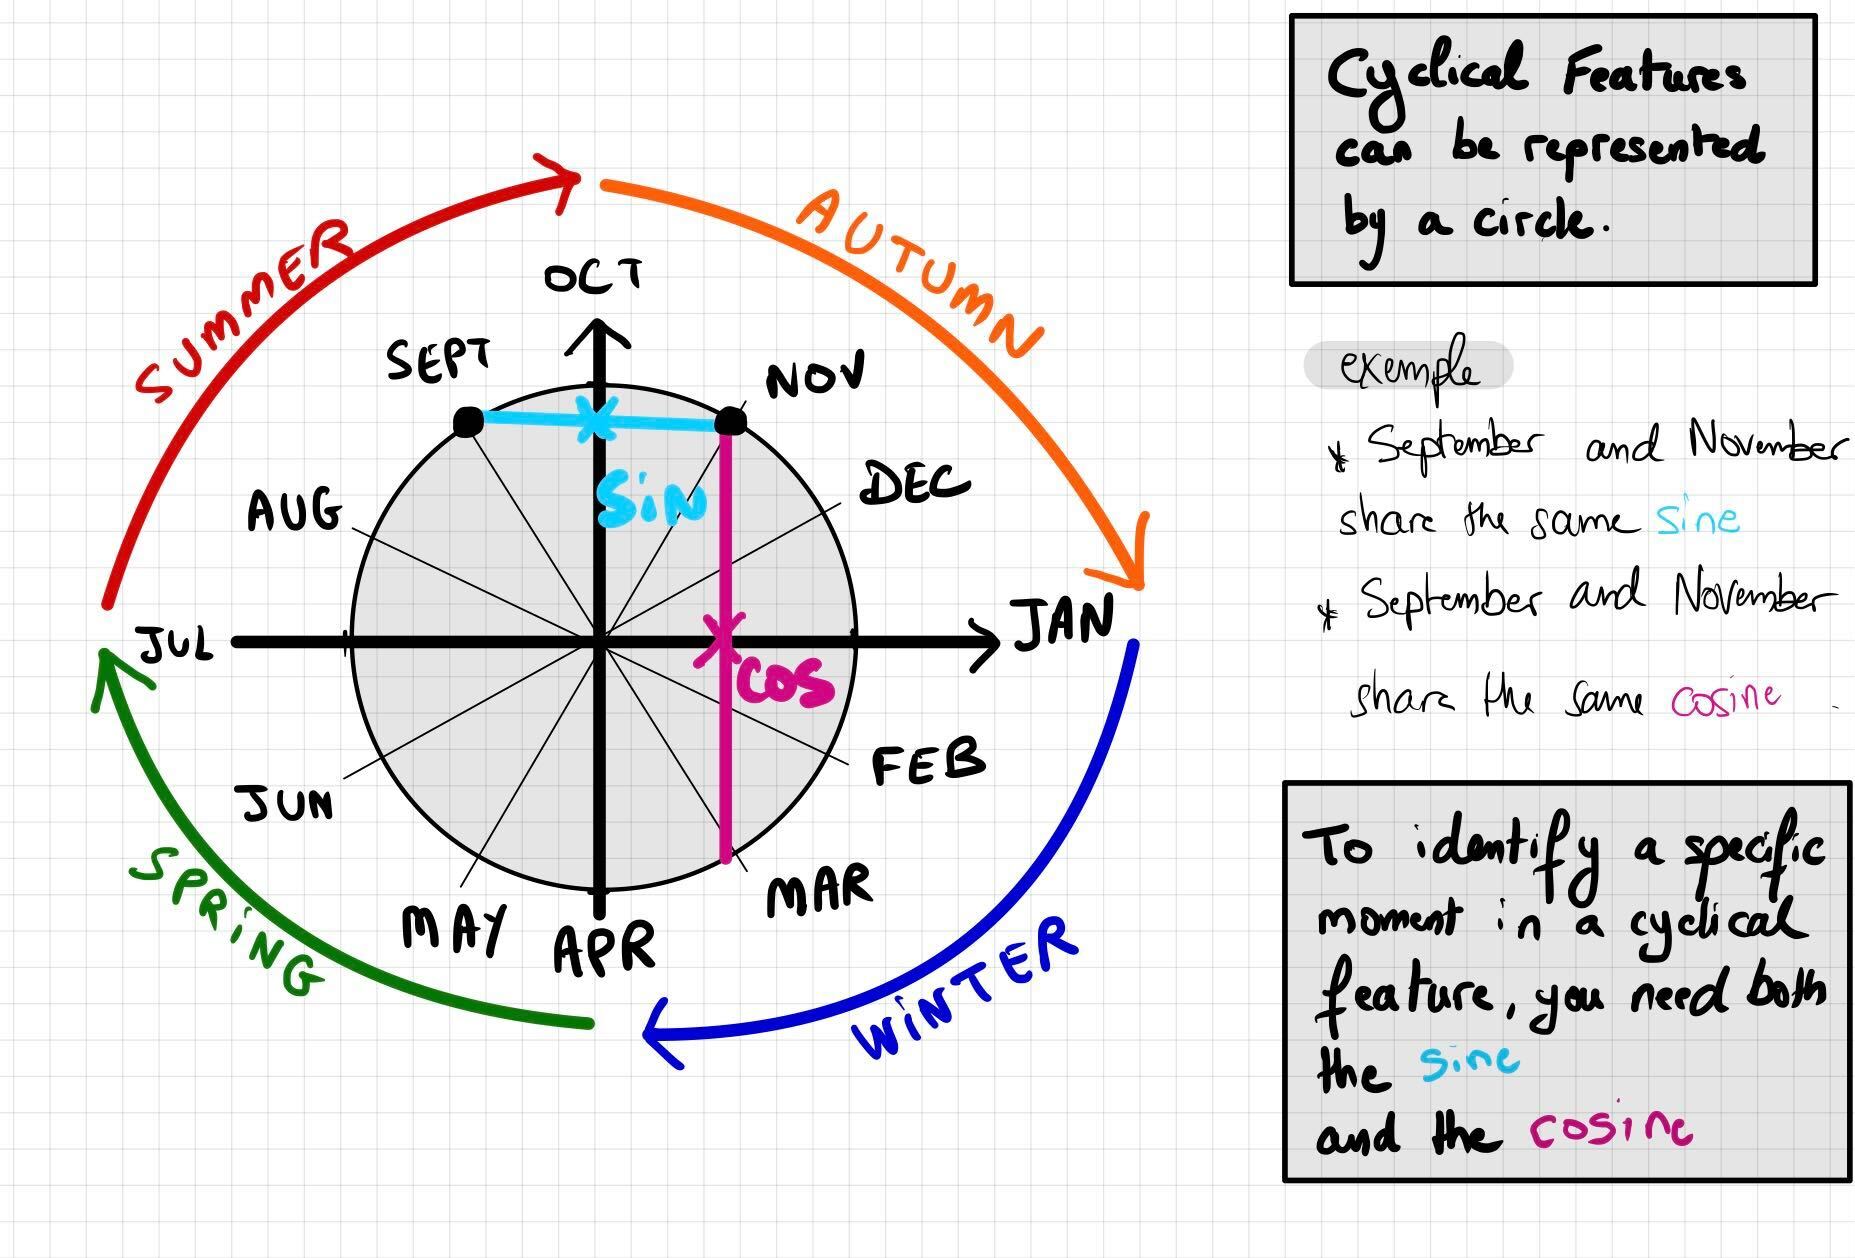 Cyclical Features
can be represented
by a circle.
SUMMER
AUTUMN
OCT
SEPT
NOV
AUG
DEC
sin
JUL
JAN
cos
JUN
FEB
MAY
APR
MAR
SPRiNG
WiNTER
exemple
* September and November
share the same sine
* September and November
share the same cosine
To identify a specific
moment in a cyclical
feature, you need both
the sine
and the cosine